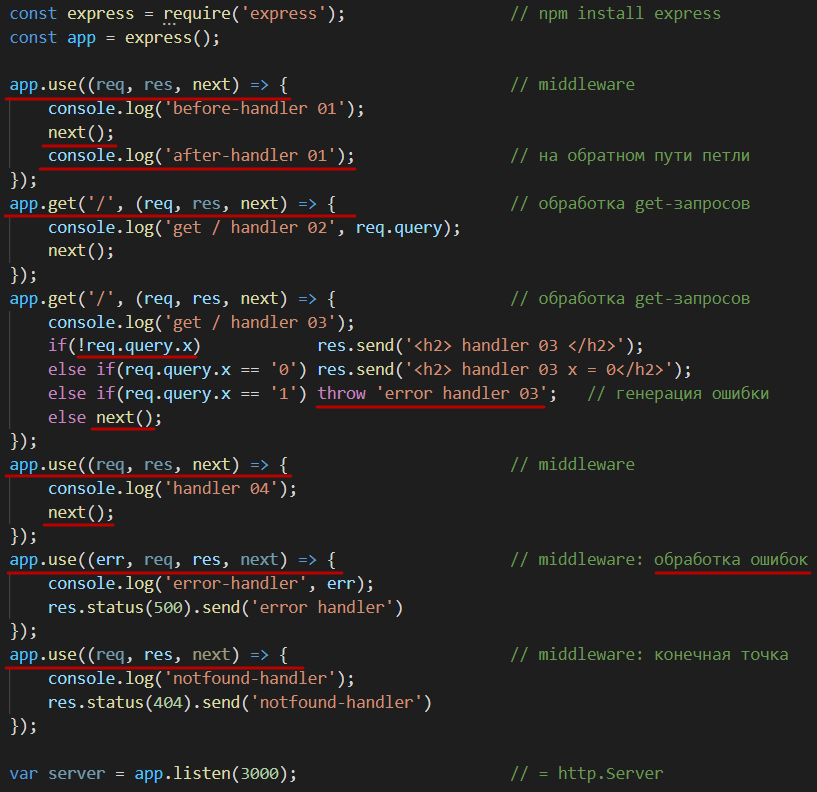 const express = require('express');                 // npm install express
const app = express();
app.use((req, res, next) => {                       // middleware
    console.log('before-handler 01');
    next();
    console.log('after-handler 01');                // на обратном пути петли
});
app.get('/', (req, res, next) => {                  // обработка get-запросов
    console.log('get / handler 02', req.query);
    next();
});
app.get('/', (req, res, next) => {                  // обработка get-запросов
    console.log('get / handler 03');
    if(!req.query.x)            res.send('<h2> handler 03 </h2>');
    else if(req.query.x == '0') res.send('<h2> handler 03 x = 0</h2>');
    else if(req.query.x == '1') throw 'error handler 03';   // генерация ошибки
    else next();
});
app.use((req, res, next) => {                       // middleware
    console.log('handler 04');
    next();
});
app.use((err, req, res, next) => {                  // middleware: обработка ошибок
    console.log('error-handler', err);
    res.status(500).send('error handler')
});
app.use((req, res, next) => {                       // middleware: конечная точка
    console.log('notfound-handler');
    res.status(404).send('notfound-handler')
});
var server = app.listen(3000);                      // = http.Server